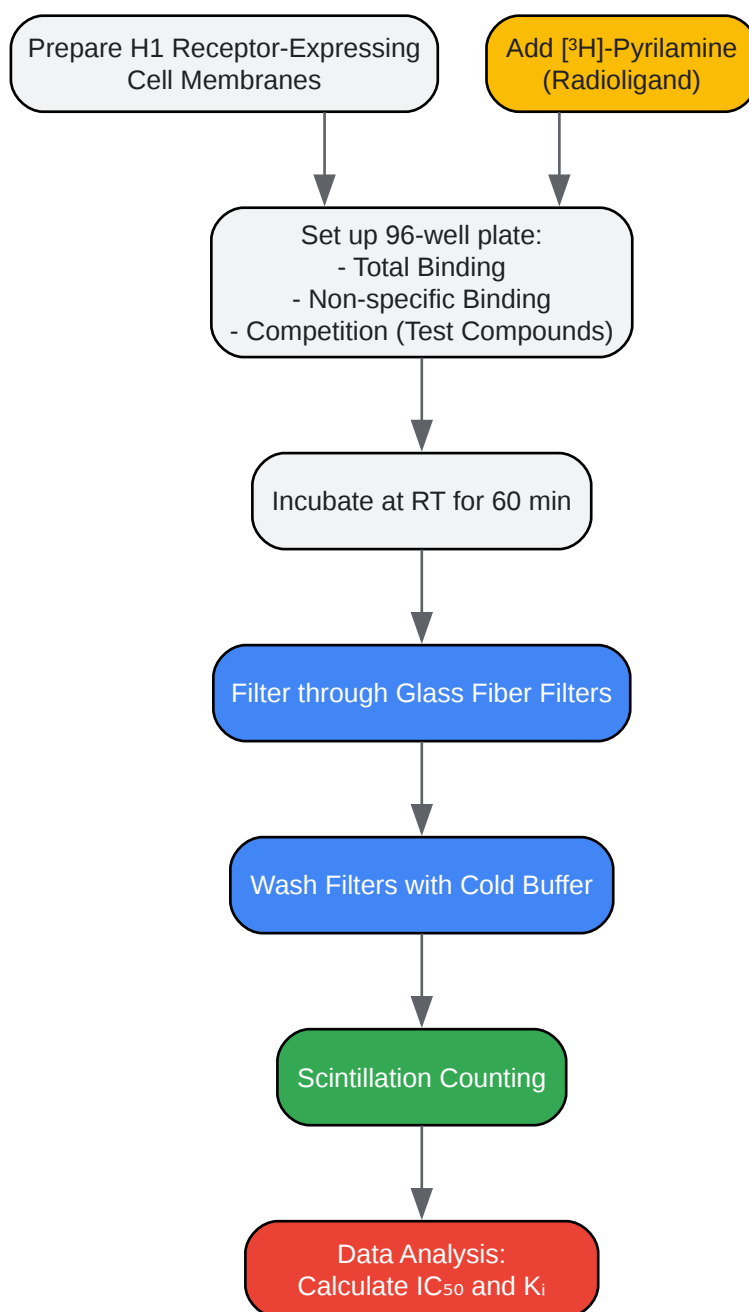 Prepare H1 Receptor-Expressing
Cell Membranes
Add [³H]-Pyrilamine
(Radioligand)
Set up 96-well plate:
- Total Binding
- Non-specific Binding
- Competition (Test Compounds)
Incubate at RT for 60 min
Filter through Glass Fiber Filters
Wash Filters with Cold Buffer
Scintillation Counting
Data Analysis:
Calculate IC₅₀ and Kᵢ